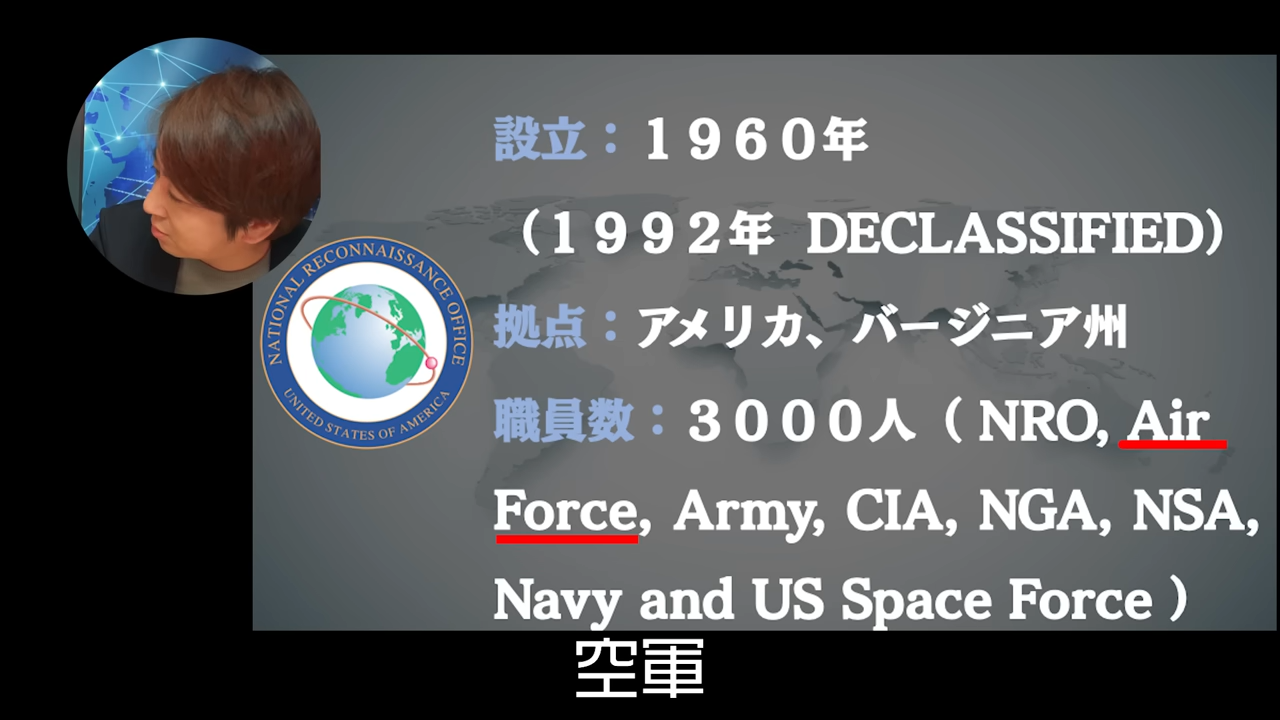 設立：１９６０年
（１９９２年 DECLASSIFIED）
拠点：アメリカ、バージニア州
職員数：３０００人（ NRO, Air
Force, Army, CIA, NGA, NSA,
Navy and US Space Force ）
NATIONAL RECONNAISSANCE OFFICE
UNITED STATES OF AMERICA
空軍